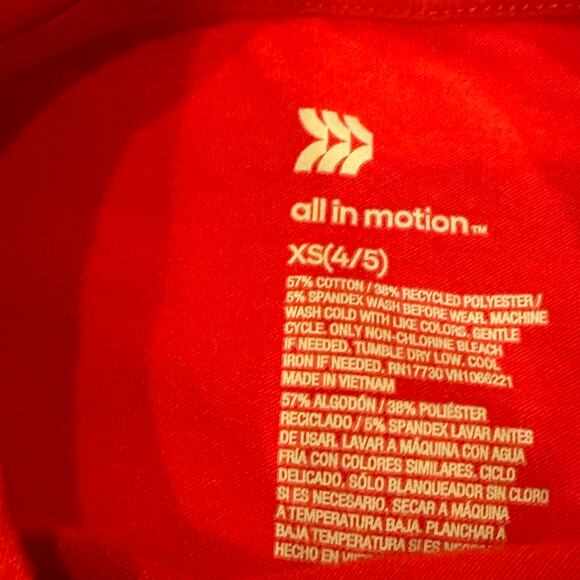 all in motion™
XS(4/5)
57% COTTON / 38% RECYCLED POLYESTER /
5% SPANDEX WASH BEFORE WEAR. MACHINE
WASH COLD WITH LIKE COLORS. GENTLE
CYCLE. ONLY NON-CHLORINE BLEACH
IF NEEDED. TUMBLE DRY LOW. COOL
IRON IF NEEDED. RN17730 VN1086221
MADE IN VIETNAM
57% ALGODÓN / 38% POLIÉSTER
RECICLADO / 5% SPANDEX LAVAR ANTES
DE USAR. LAVAR A MÁQUINA CON AGUA
FRÍA CON COLORES SIMILARES. CICLO
DELICADO. SÓLO BLANQUEADOR SIN CLORO
SI ES NECESARIO. SECAR A MÁQUINA
A TEMPERATURA BAJA. PLANCHAR A
BAJA TEMPERATURA SI ES
HECHO EN